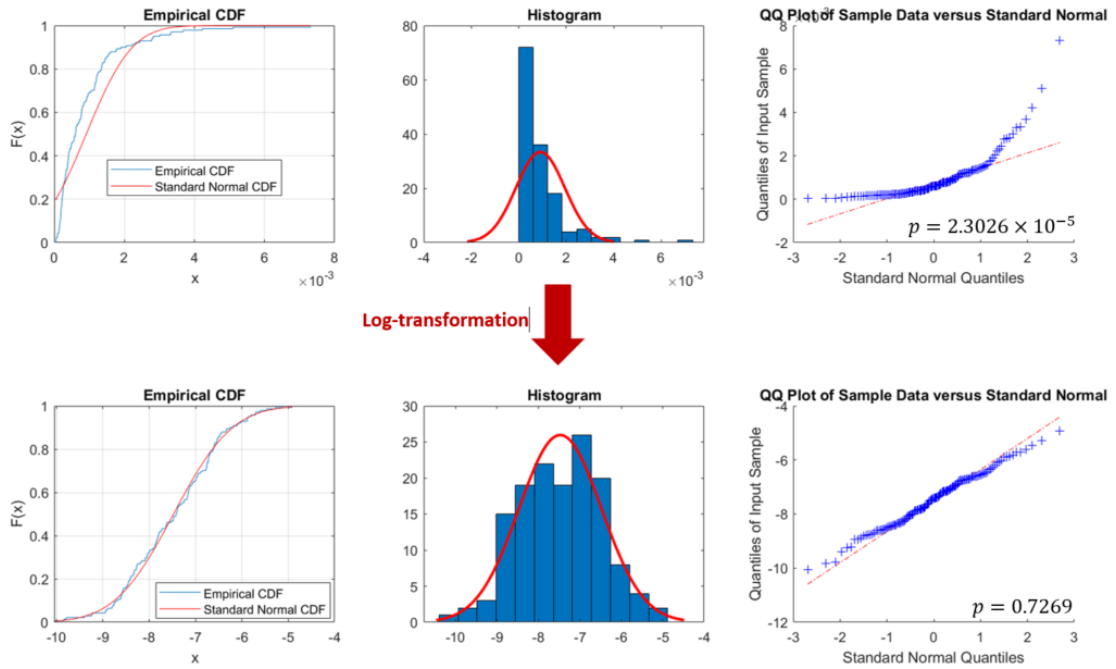 Empirical CDF
1
0.8
0.6
0.4
0.2
0
F(x)
Empirical CDF
Standard Normal CDF
0 2 4 6 8
x
×10⁻³
Histogram
80
60
40
20
0
-4 -2 0 2 4 6
×10⁻³
QQ Plot of Sample Data versus Standard Normal
8
6
4
2
0
-2
Quantiles of Input Sample
p = 2.3026 × 10⁻⁵
-3 -2 -1 0 1 2 3
Standard Normal Quantiles
Log-transformation
Empirical CDF
1
0.8
0.6
0.4
0.2
0
F(x)
Empirical CDF
Standard Normal CDF
-10 -9 -8 -7 -6 -5 -4
x
Histogram
30
25
20
15
10
5
0
-10 -9 -8 -7 -6 -5 -4
QQ Plot of Sample Data versus Standard Normal
-4
-6
-8
-10
-12
Quantiles of Input Sample
p = 0.7269
-3 -2 -1 0 1 2 3
Standard Normal Quantiles